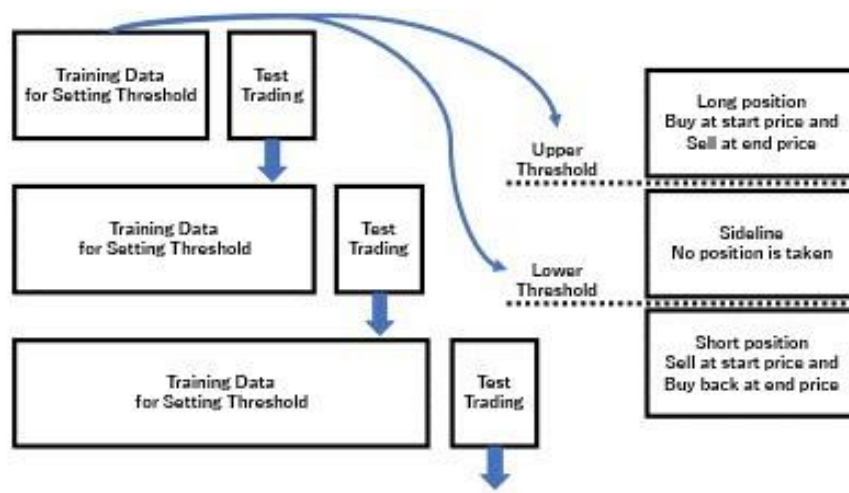 Training Data
for Setting Threshold
Test
Trading
Training Data
for Setting Threshold
Test
Trading
Training Data
for Setting Threshold
Test
Trading
Upper
Threshold
Lower
Threshold
Long position
Buy at start price and
Sell at end price
Sideline
No position is taken
Short position
Sell at start price and
Buy back at end price